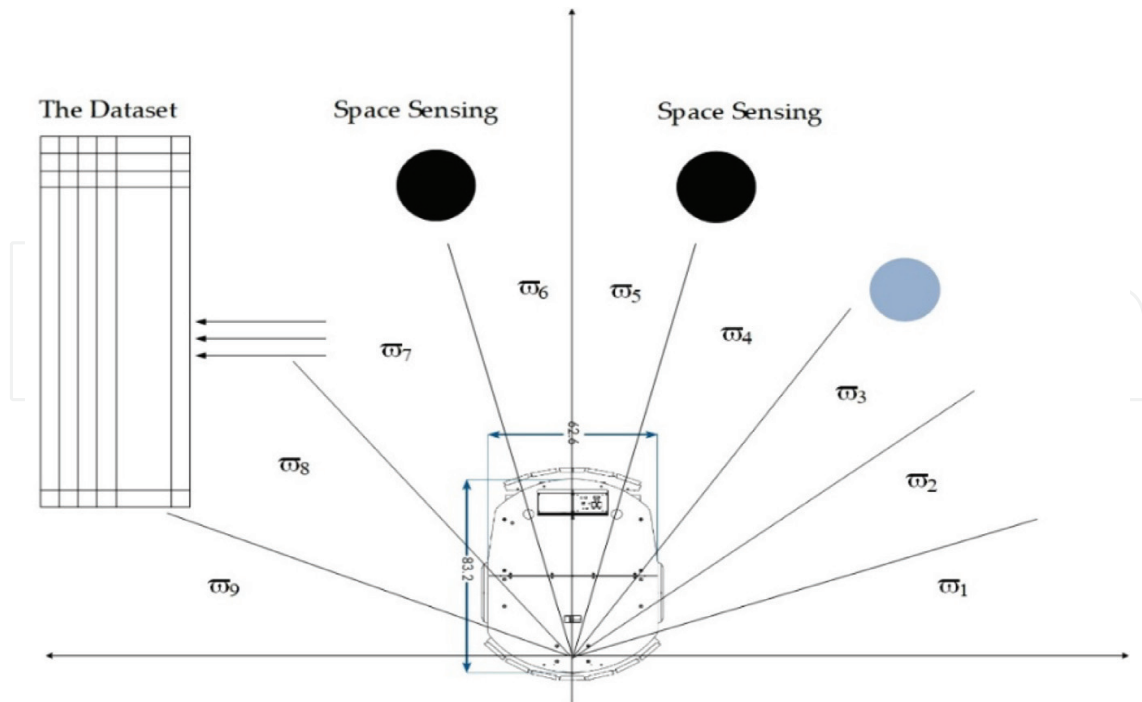 The Dataset
Space Sensing
Space Sensing
ϖ₆
ϖ₅
ϖ₇
ϖ₄
ϖ₃
62.6
ϖ₈
ϖ₂
83.2
ϖ₉
ϖ₁